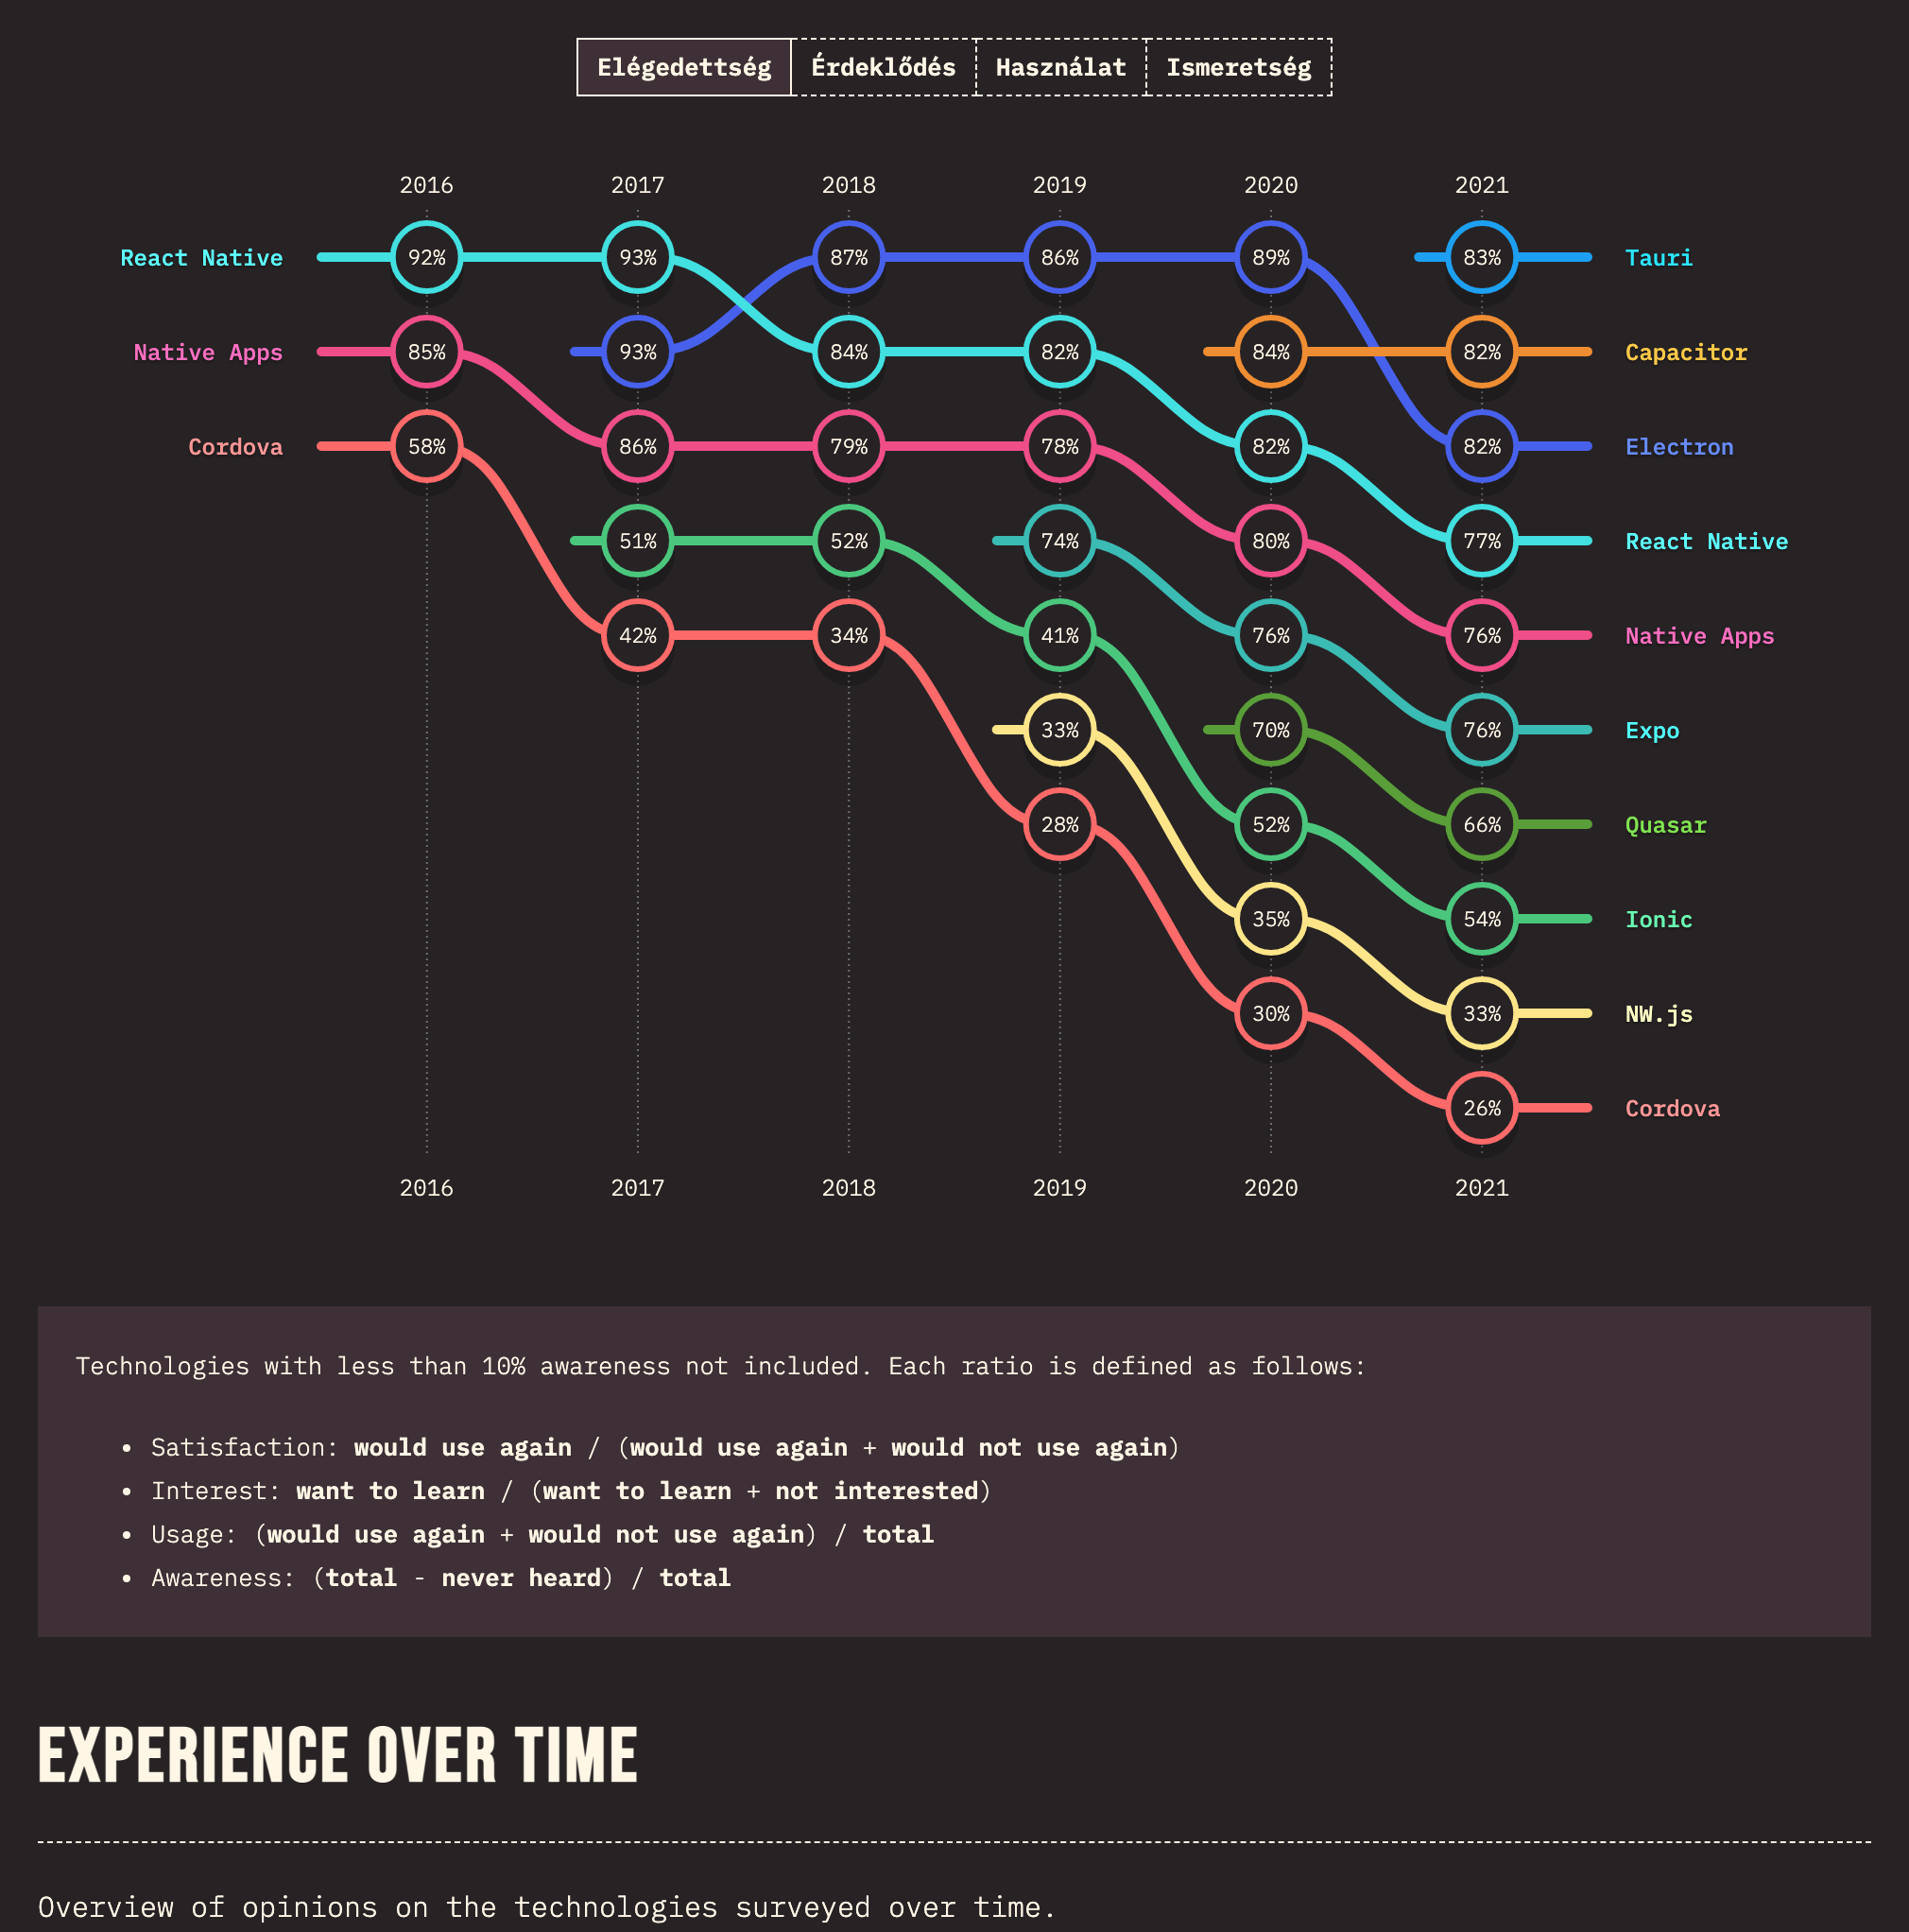 Elégedettség Érdeklődés Használat Ismeretség
2016 2017 2018 2019 2020 2021
React Native 92% 93% 87% 86% 89% 83% Tauri
Native Apps 85% 93% 84% 82% 84% 82% Capacitor
Cordova 58% 86% 79% 78% 82% 82% Electron
51% 52% 74% 80% 77% React Native
42% 34% 41% 76% 76% Native Apps
33% 70% 76% Expo
28% 52% 66% Quasar
35% 54% Ionic
30% 33% NW.js
26% Cordova
2016 2017 2018 2019 2020 2021
Technologies with less than 10% awareness not included. Each ratio is defined as follows:
• Satisfaction: would use again / (would use again + would not use again)
• Interest: want to learn / (want to learn + not interested)
• Usage: (would use again + would not use again) / total
• Awareness: (total - never heard) / total
EXPERIENCE OVER TIME
Overview of opinions on the technologies surveyed over time.